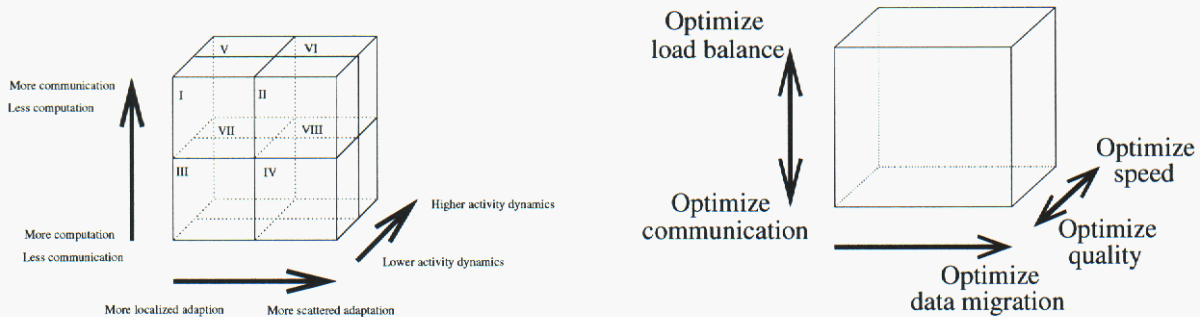 V
VI
More communication
I
II
Less computation
VII
VIII
III
IV
Higher activity dynamics
More computation
Less communication
Lower activity dynamics
More localized adaption
More scattered adaptation
Optimize
load balance
Optimize
speed
Optimize
communication
Optimize
quality
Optimize
data migration